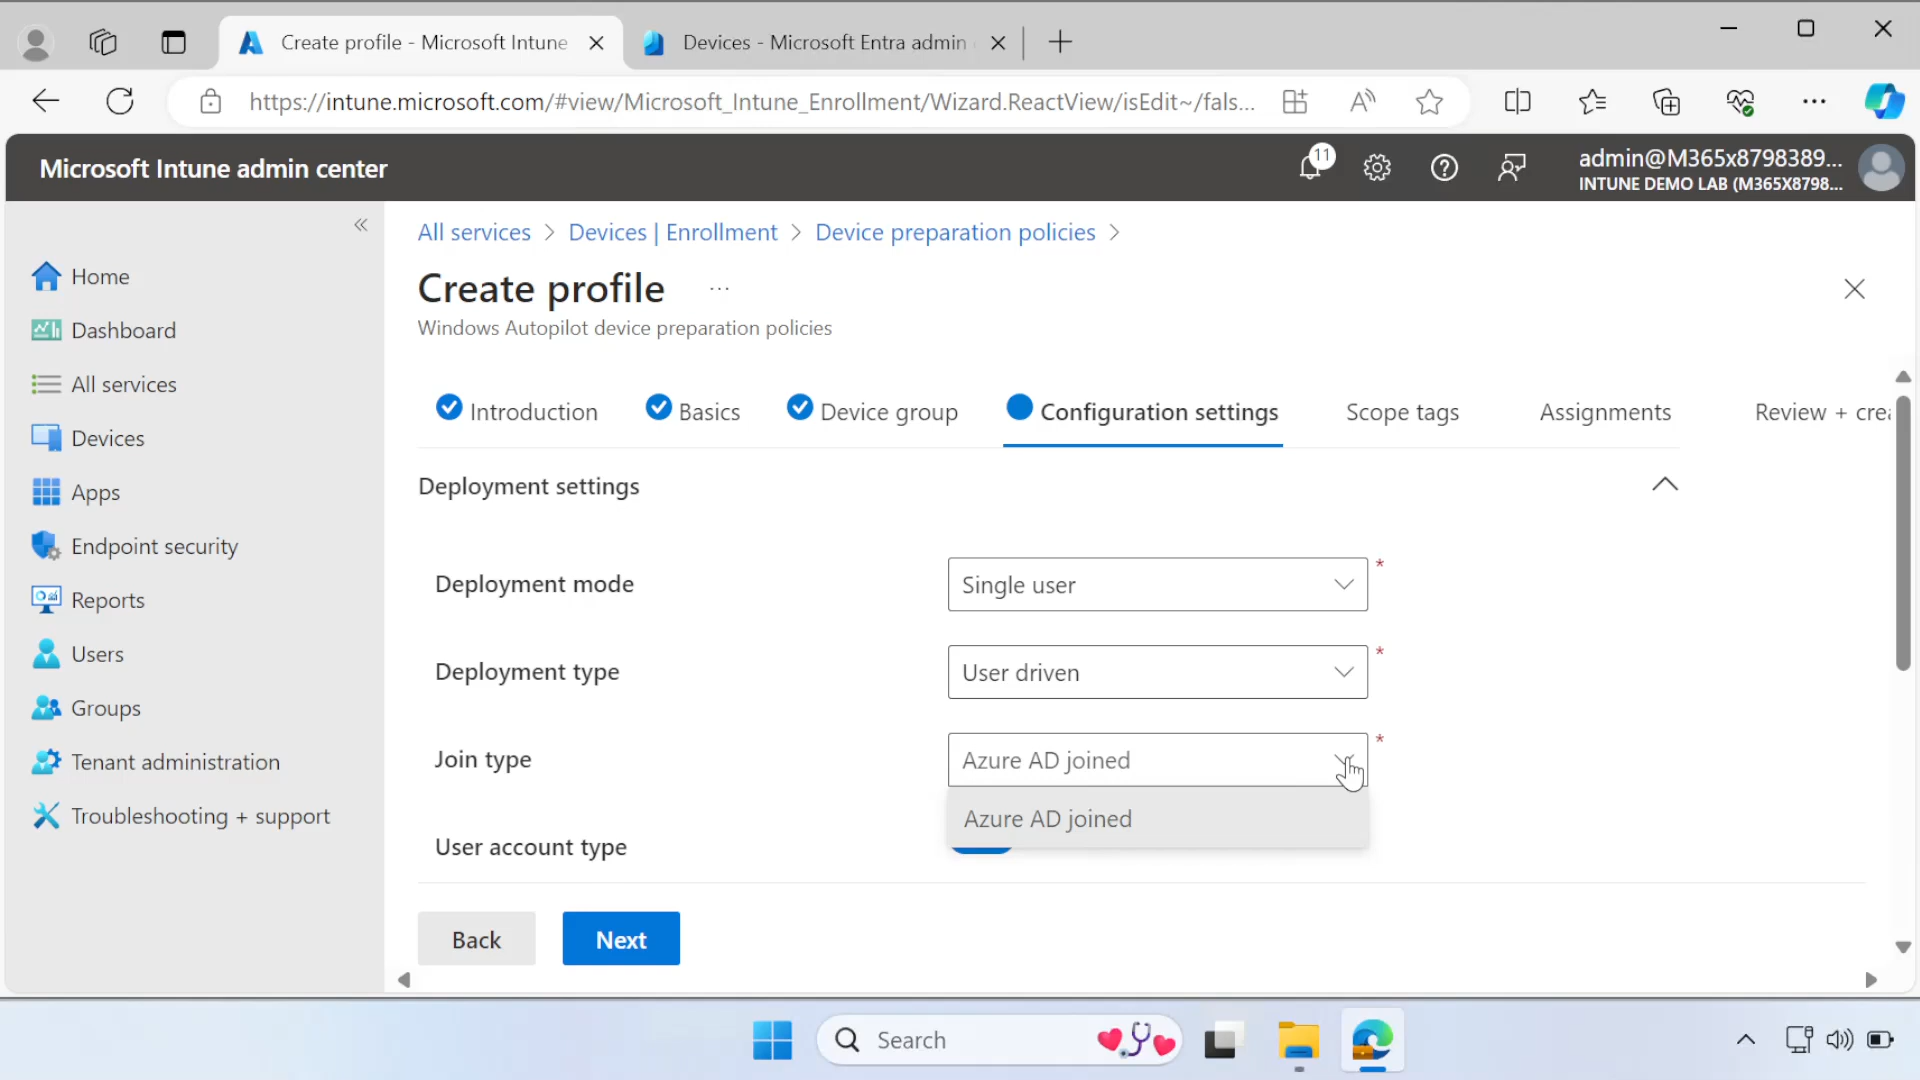 Create profile - Microsoft Intune
Devices - Microsoft Entra admin
https://intune.microsoft.com/#view/Microsoft_Intune_Enrollment/Wizard.ReactView/isEdit~/fals...
Microsoft Intune admin center
11
admin@M365x8798389...
INTUNE DEMO LAB (M365X8798...
Home
Dashboard
All services
Devices
Apps
Endpoint security
Reports
Users
Groups
Tenant administration
Troubleshooting + support
All services > Devices | Enrollment > Device preparation policies >
Create profile ...
Windows Autopilot device preparation policies
Introduction
Basics
Device group
Configuration settings
Scope tags
Assignments
Review + crea
Deployment settings
Deployment mode
Single user
*
Deployment type
User driven
*
Join type
Azure AD joined
*
Azure AD joined
User account type
Back
Next
Search